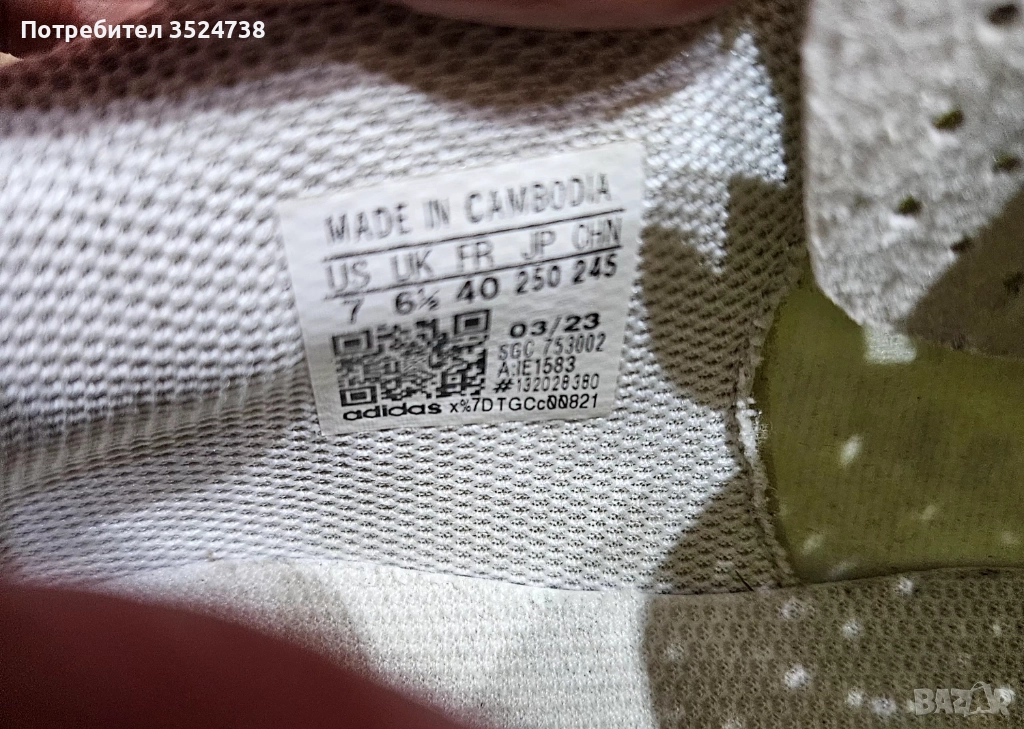 Потребител 3524738
MADE IN CAMBODIA
US UK FR JP CHN
7 6½ 40 250 245
03/23
SGC 753002
A:IE1583
#132028380
adidas x%7DTGCc00821
BAZAR